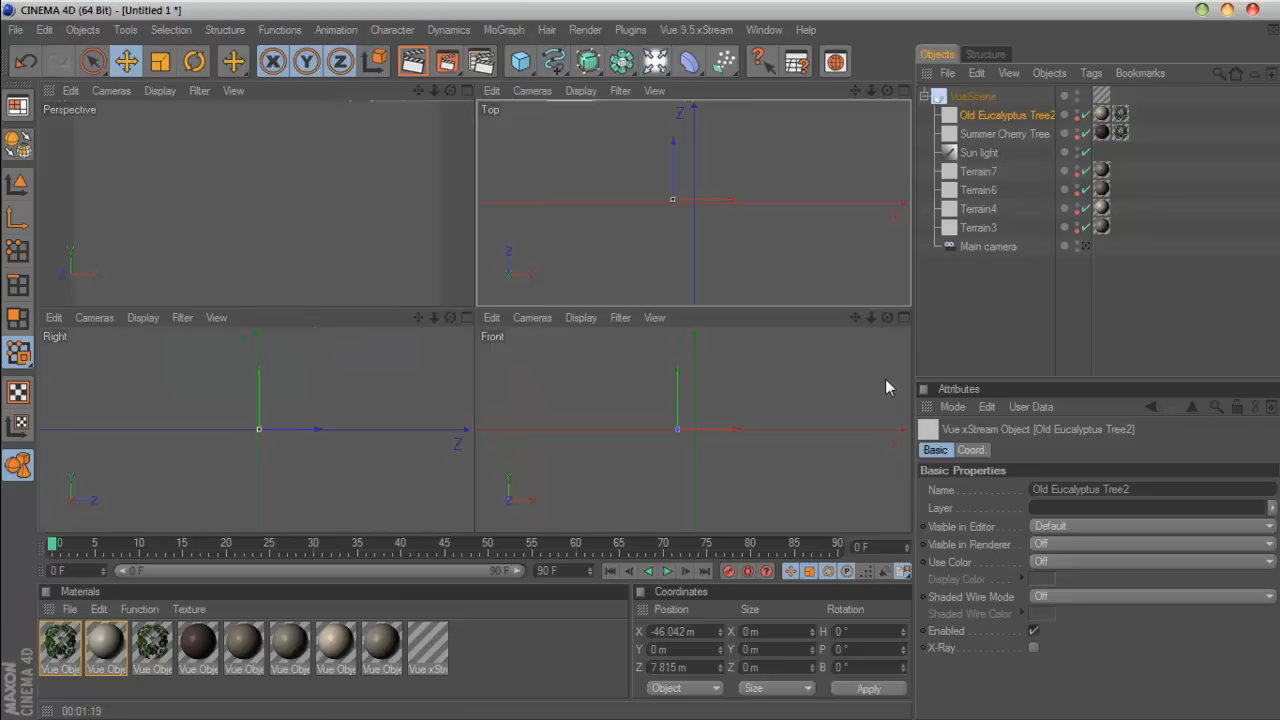 CINEMA 4D (64 Bit) - [Untitled 1 *]
File Edit Objects Tools Selection Structure Functions Animation Character Dynamics MoGraph Hair Render Plugins Vue 9.5 xStream Window Help
X Y Z
Objects Structure
File Edit View Objects Tags Bookmarks
Edit Cameras Display Filter View
Edit Cameras Display Filter View
VueScene
Perspective
Top
Old Eucalyptus Tree2
Summer Cherry Tree
Sun light
Terrain7
Terrain6
Terrain4
Terrain3
Main camera
Edit Cameras Display Filter View
Edit Cameras Display Filter View
Right
Front
Attributes
Mode Edit User Data
Vue xStream Object [Old Eucalyptus Tree2]
Basic Coord.
Basic Properties
Name Old Eucalyptus Tree2
Layer
Visible in Editor Default
Visible in Renderer Off
Use Color Off
Display Color
Shaded Wire Mode Off
Shaded Wire Color
Enabled
X-Ray
0 5 10 15 20 25 30 35 40 45 50 55 60 65 70 75 80 85 90 0 F
0 F 0 F 90 F 90 F
Materials
File Edit Function Texture
Vue Obje Vue Obje Vue Obje Vue Obje Vue Obje Vue Obje Vue Obje Vue Obje Vue xStr
Coordinates
Position Size Rotation
X -46.042 m X 0 m H 0 °
Y 0 m Y 0 m P 0 °
Z 7.815 m Z 0 m B 0 °
Object Size Apply
MAXON CINEMA 4D
00:01:19